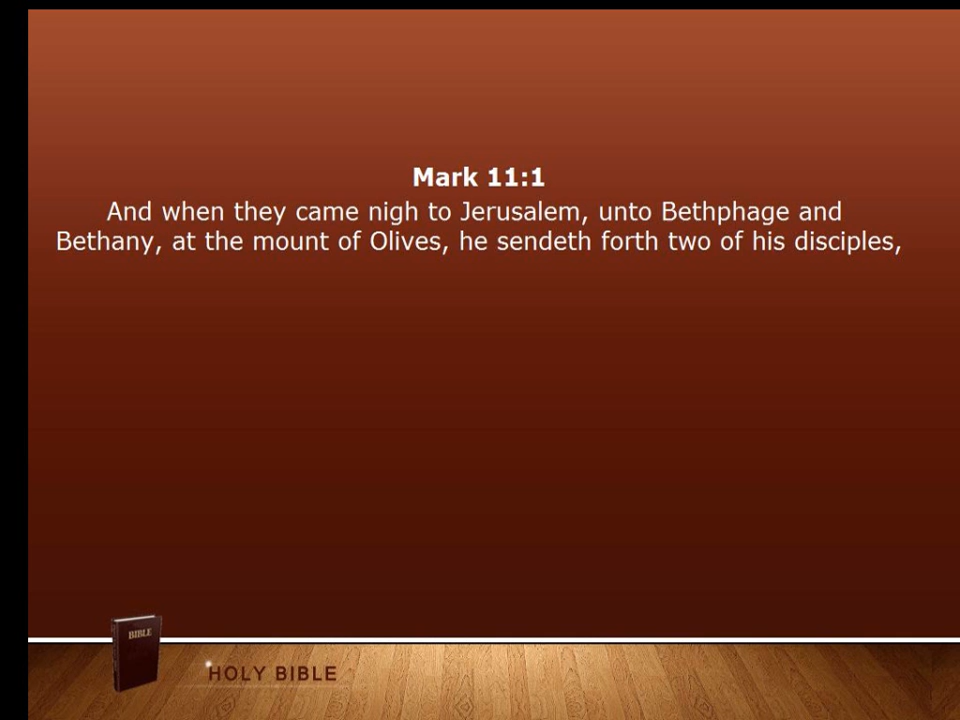 Mark 11:1
And when they came nigh to Jerusalem, unto Bethphage and
Bethany, at the mount of Olives, he sendeth forth two of his disciples,
BIBLE
HOLY BIBLE